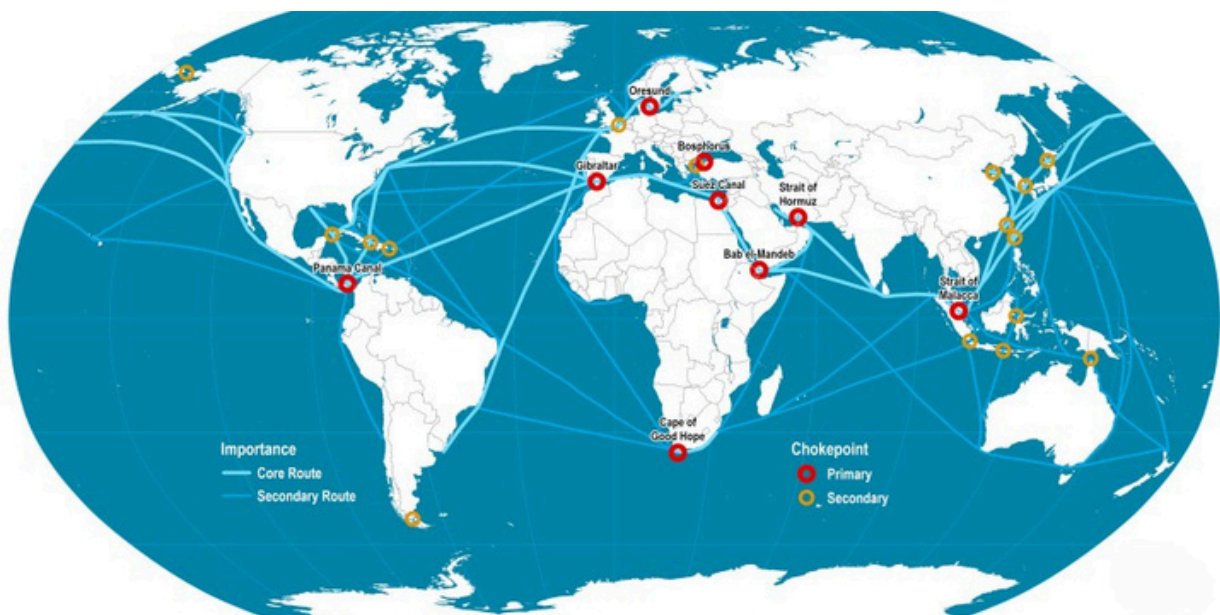 Oresund
Bosphorus
Gibraltar
Suez Canal
Strait of
Hormuz
Bab el-Mandeb
Panama Canal
Strait of
Malacca
Cape of
Good Hope
Importance
Core Route
Secondary Route
Chokepoint
Primary
Secondary